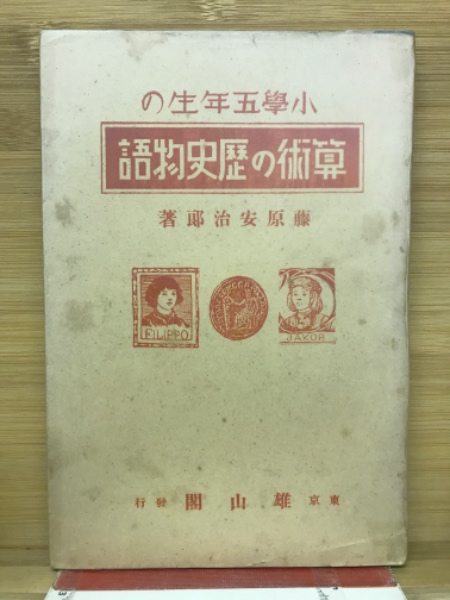 小學五年生の
算術の歴史物語
藤原安治郎著
FILIPPO
JAKOB
東京 雄山閣 發行